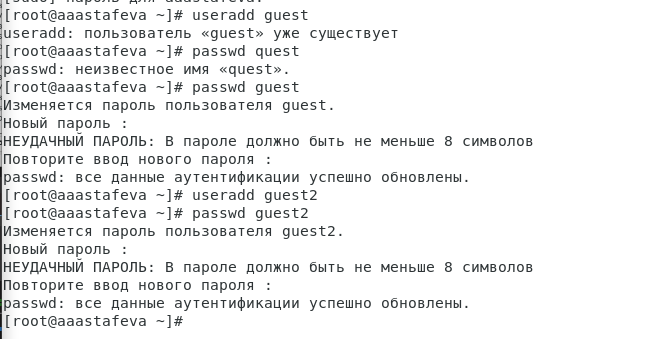 [sudo] пароль для aaastafeva:
[root@aaastafeva ~]# useradd guest
useradd: пользователь «guest» уже существует
[root@aaastafeva ~]# passwd quest
passwd: неизвестное имя «quest».
[root@aaastafeva ~]# passwd guest
Изменяется пароль пользователя guest.
Новый пароль :
НЕУДАЧНЫЙ ПАРОЛЬ: В пароле должно быть не меньше 8 символов
Повторите ввод нового пароля :
passwd: все данные аутентификации успешно обновлены.
[root@aaastafeva ~]# useradd guest2
[root@aaastafeva ~]# passwd guest2
Изменяется пароль пользователя guest2.
Новый пароль :
НЕУДАЧНЫЙ ПАРОЛЬ: В пароле должно быть не меньше 8 символов
Повторите ввод нового пароля :
passwd: все данные аутентификации успешно обновлены.
[root@aaastafeva ~]#